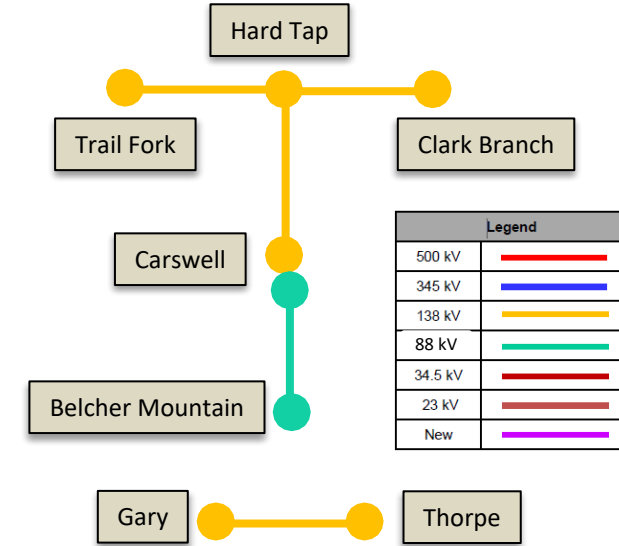 Hard Tap
Trail Fork
Clark Branch
Carswell
Legend
500 kV
345 kV
138 kV
88 kV
34.5 kV
23 kV
New
Belcher Mountain
Gary
Thorpe